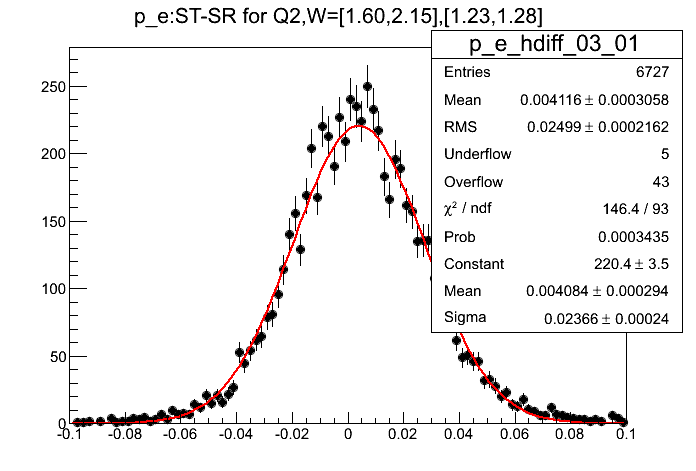 p_e:ST-SR for Q2,W=[1.60,2.15],[1.23,1.28]
p_e_hdiff_03_01
Entries 6727
Mean 0.004116 ± 0.0003058
RMS 0.02499 ± 0.0002162
Underflow 5
Overflow 43
χ² / ndf 146.4 / 93
Prob 0.0003435
Constant 220.4 ± 3.5
Mean 0.004084 ± 0.000294
Sigma 0.02366 ± 0.00024
250
200
150
100
50
0
-0.1 -0.08 -0.06 -0.04 -0.02 0 0.02 0.04 0.06 0.08 0.1